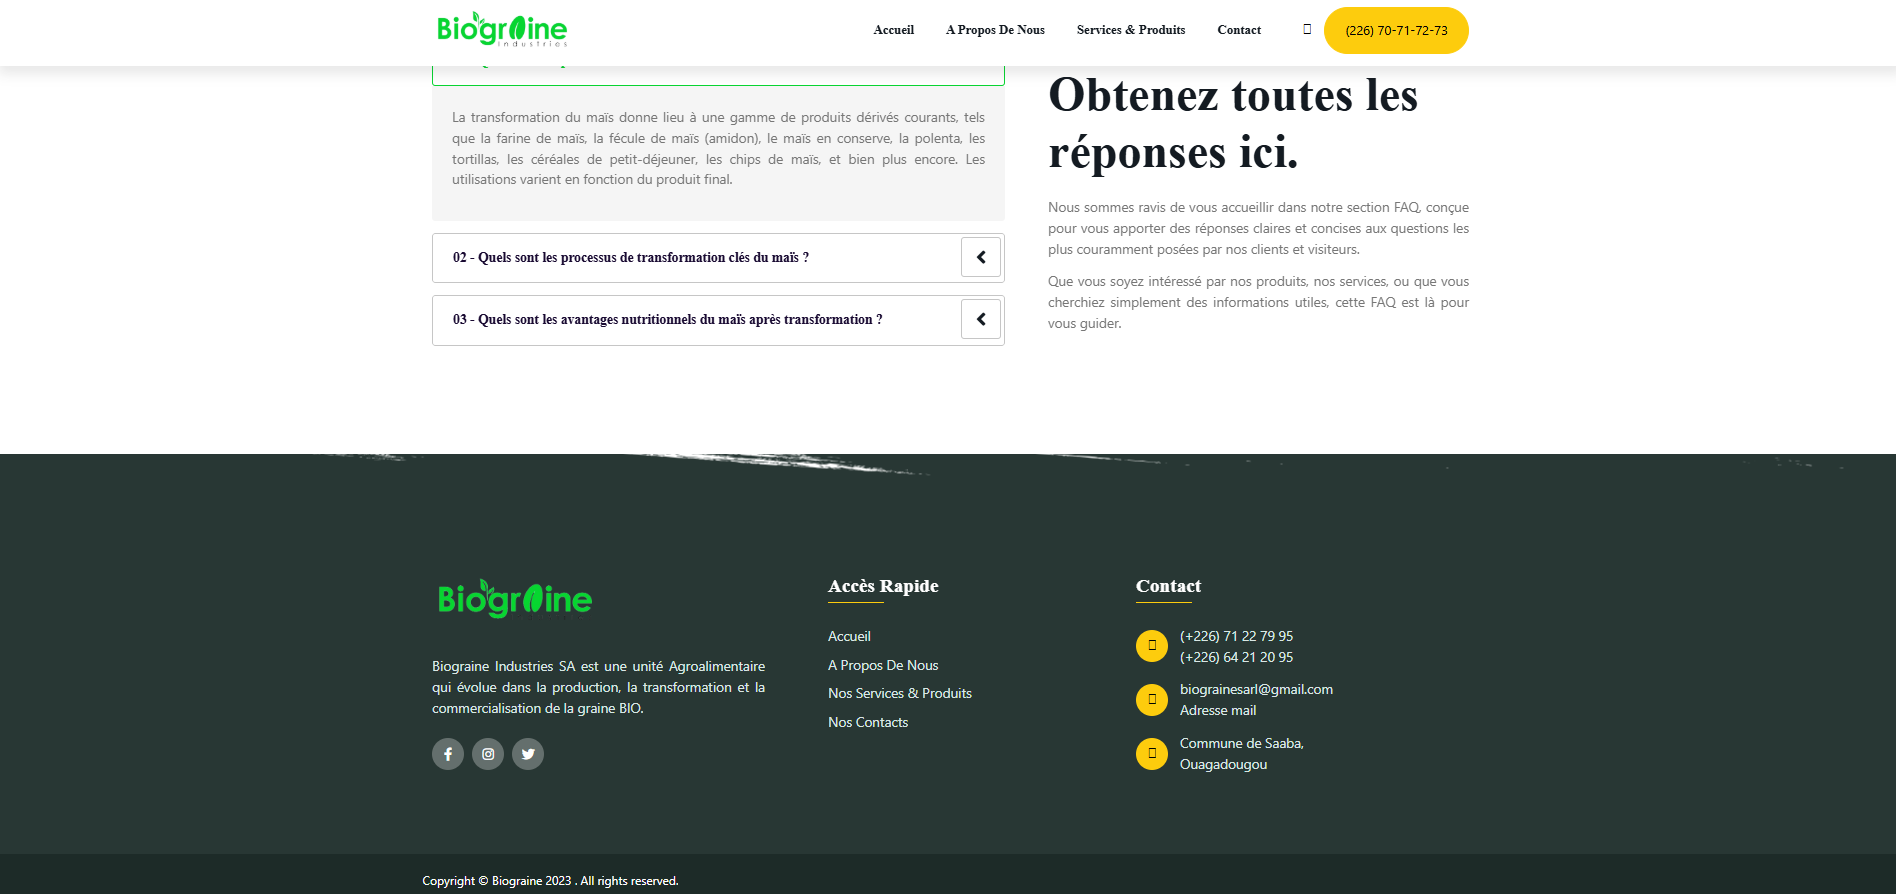 Biograine
industries
Accueil
A Propos De Nous
Services & Produits
Contact
(226) 70-71-72-73
La transformation du maïs donne lieu à une gamme de produits dérivés courants, tels
que la farine de maïs, la fécule de maïs (amidon), le maïs en conserve, la polenta, les
tortillas, les céréales de petit-déjeuner, les chips de maïs, et bien plus encore. Les
utilisations varient en fonction du produit final.
02 - Quels sont les processus de transformation clés du maïs ?
03 - Quels sont les avantages nutritionnels du maïs après transformation ?
Obtenez toutes les
réponses ici.
Nous sommes ravis de vous accueillir dans notre section FAQ, conçue
pour vous apporter des réponses claires et concises aux questions les
plus couramment posées par nos clients et visiteurs.
Que vous soyez intéressé par nos produits, nos services, ou que vous
cherchiez simplement des informations utiles, cette FAQ est là pour
vous guider.
Biograine
Biograine Industries SA est une unité Agroalimentaire
qui évolue dans la production, la transformation et la
commercialisation de la graine BIO.
Accès Rapide
Accueil
A Propos De Nous
Nos Services & Produits
Nos Contacts
Contact
(+226) 71 22 79 95
(+226) 64 21 20 95
biograinesarl@gmail.com
Adresse mail
Commune de Saaba,
Ouagadougou
Copyright © Biograine 2023 . All rights reserved.